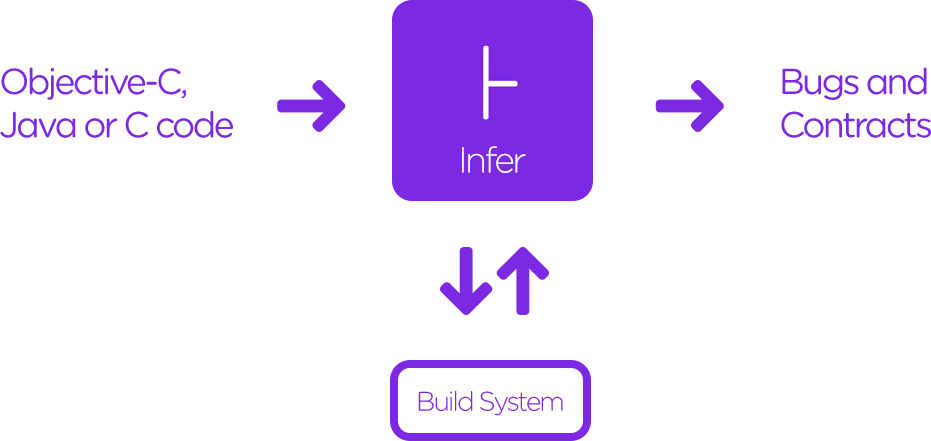 Objective-C,
Java or C code
Infer
Bugs and
Contracts
Build System